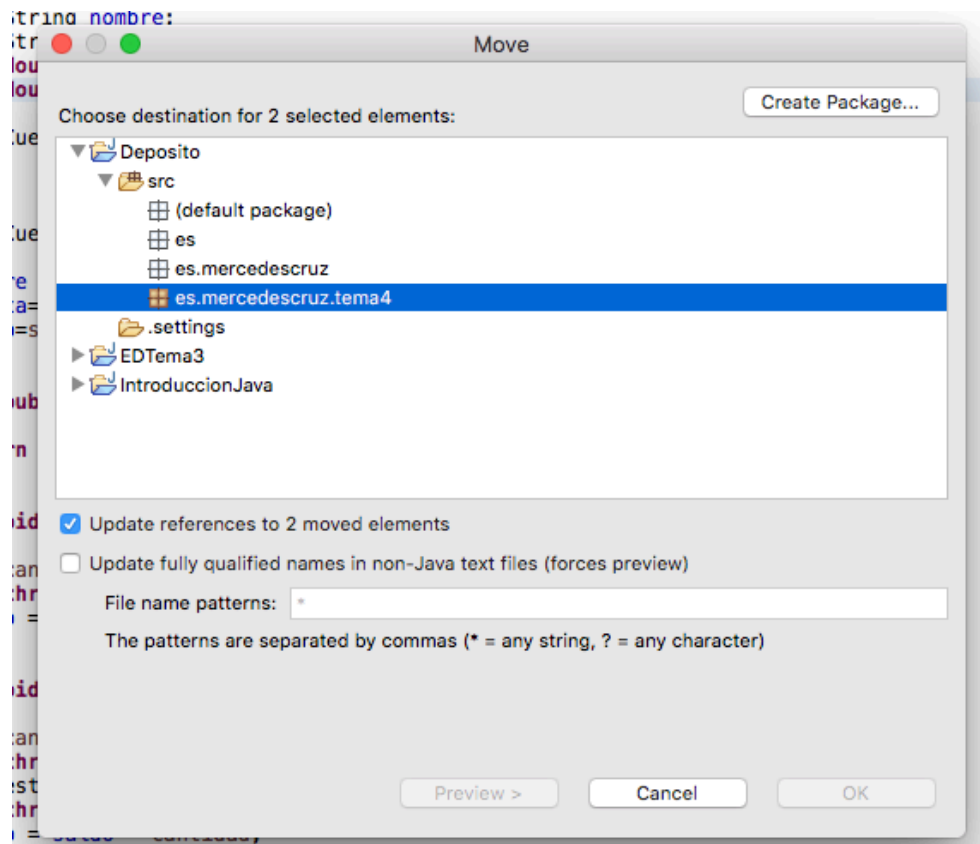 String nombre;
Move
Choose destination for 2 selected elements:
Create Package...
Deposito
src
(default package)
es
es.mercedescruz
es.mercedescruz.tema4
.settings
EDTema3
IntroduccionJava
Update references to 2 moved elements
Update fully qualified names in non-Java text files (forces preview)
File name patterns: *
The patterns are separated by commas (* = any string, ? = any character)
Preview >
Cancel
OK